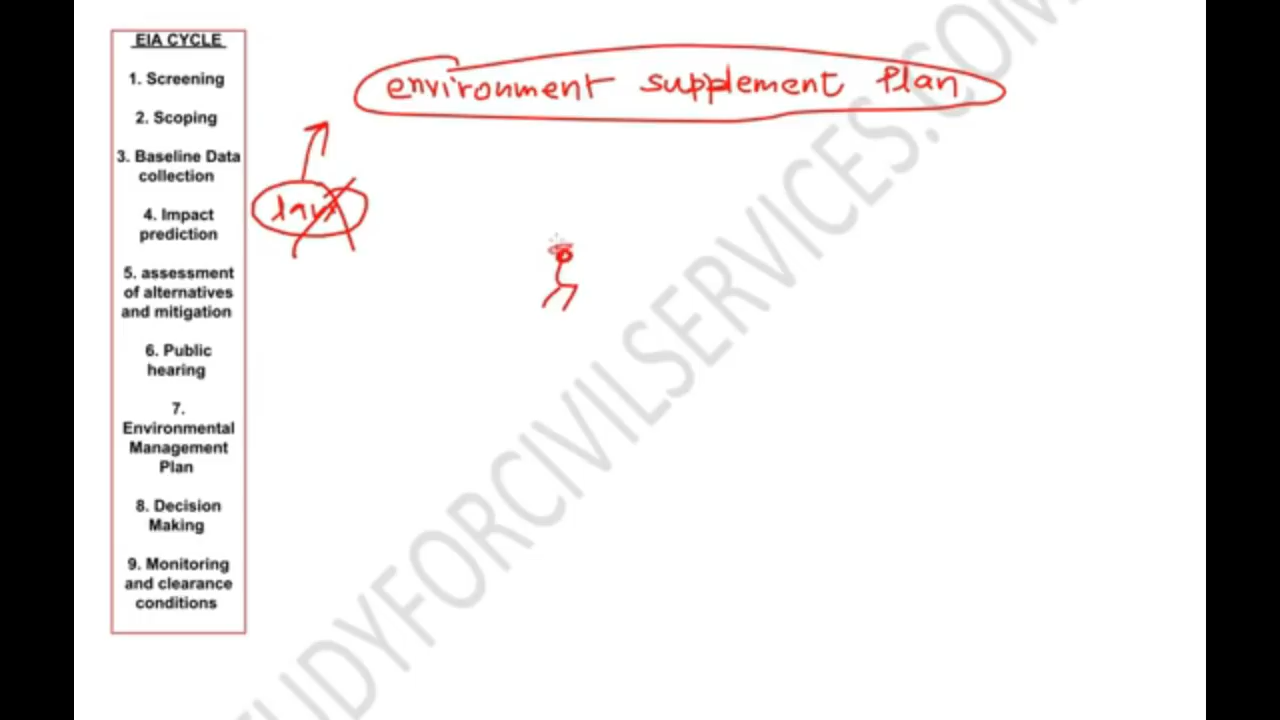 EIA CYCLE
1. Screening
2. Scoping
3. Baseline Data
collection
4. Impact
prediction
5. assessment
of alternatives
and mitigation
6. Public
hearing
7.
Environmental
Management
Plan
8. Decision
Making
9. Monitoring
and clearance
conditions
environment supplement Plan
STUDYFORCIVILSERVICES.COM